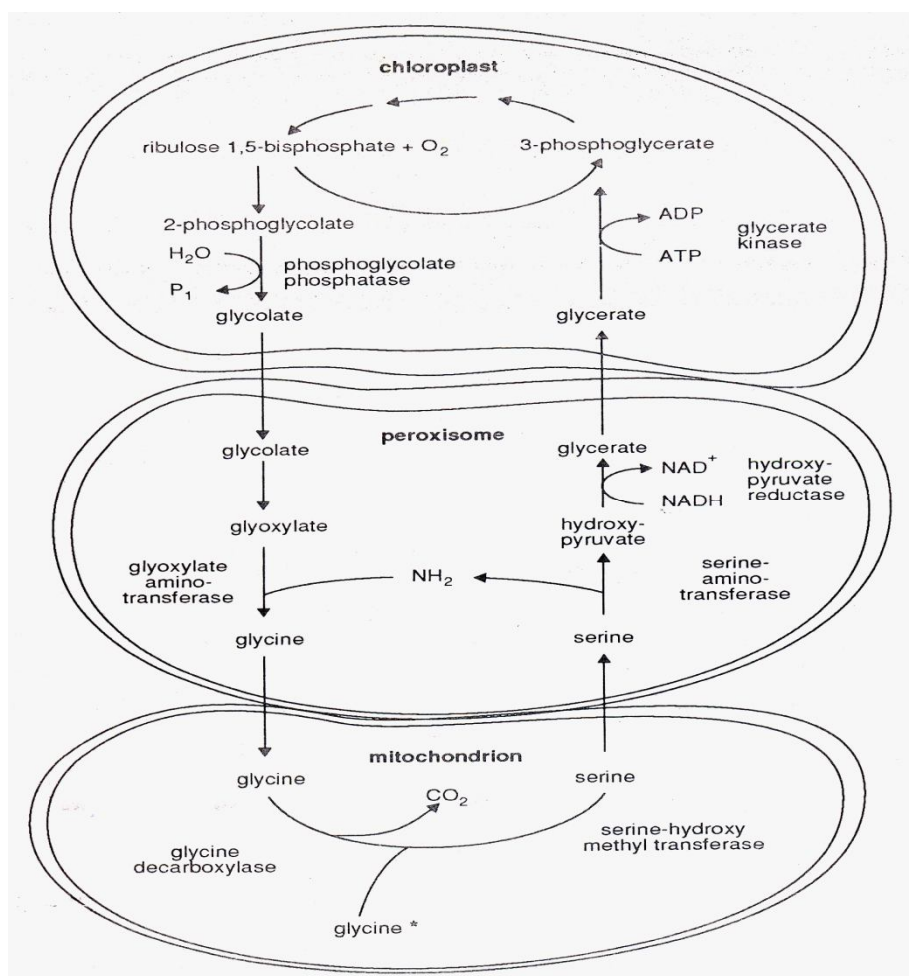 chloroplast
ribulose 1,5-bisphosphate + O₂
3-phosphoglycerate
2-phosphoglycolate
H₂O
P₁
phosphoglycolate
phosphatase
glycolate
ADP
ATP
glycerate
kinase
glycerate
peroxisome
glycolate
glycerate
NAD⁺
NADH
hydroxy-
pyruvate
reductase
glyoxylate
hydroxy-
pyruvate
glyoxylate
amino-
transferase
NH₂
serine-
amino-
transferase
glycine
serine
mitochondrion
glycine
serine
CO₂
glycine
decarboxylase
serine-hydroxy
methyl transferase
glycine *